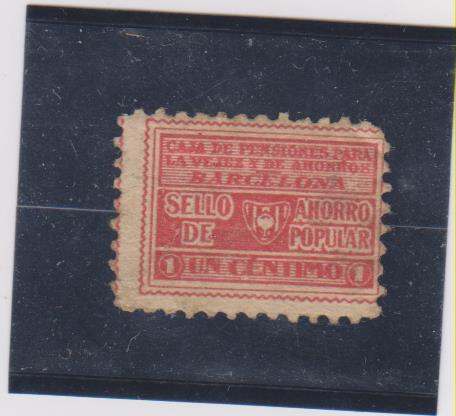 CAJA DE PENSIONES PARA
LA VEJEZ Y DE AHORROS
BARCELONA
SELLO AHORRO
DE POPULAR
1 UN CÉNTIMO 1